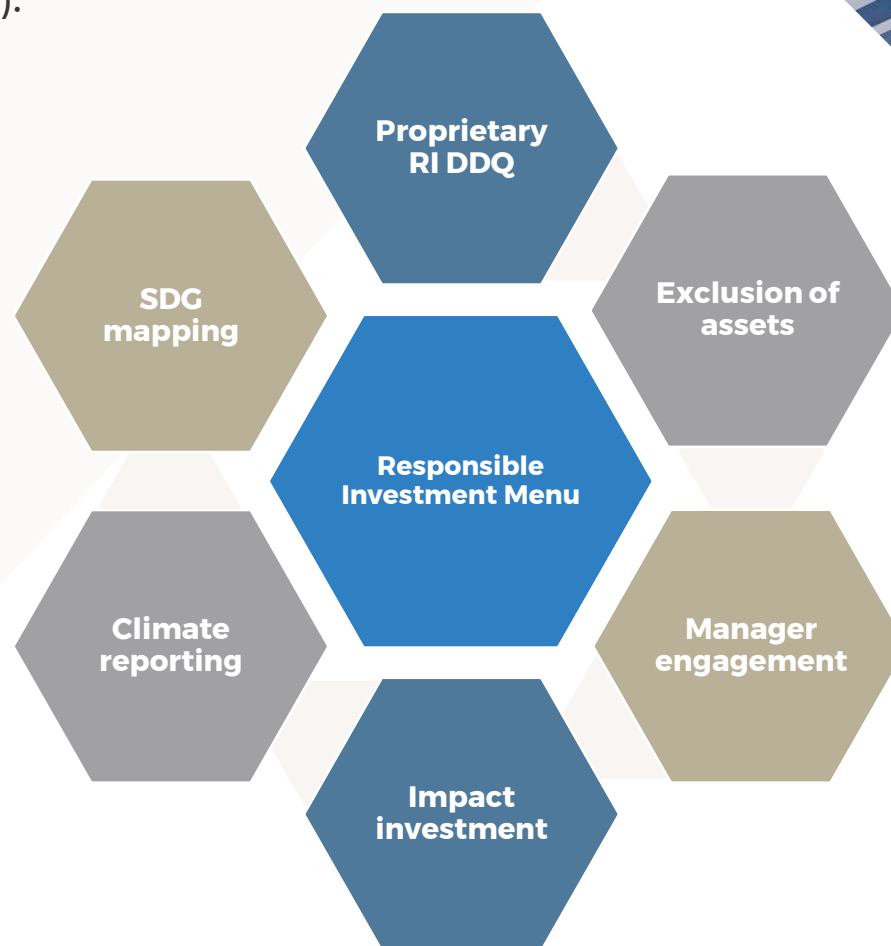 ).
Proprietary
RI DDQ
Exclusion of
assets
SDG
mapping
Responsible
Investment Menu
Manager
engagement
Climate
reporting
Impact
investment